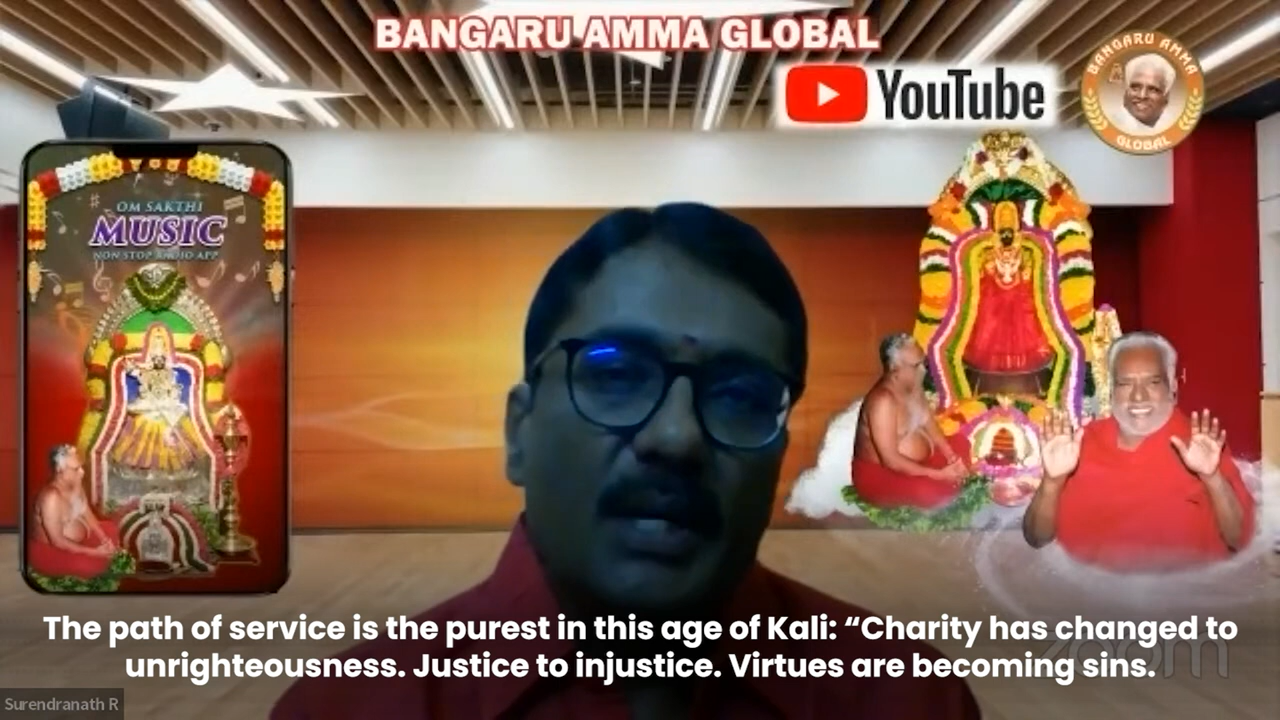 BANGARU AMMA GLOBAL
YouTube
BANGARU AMMA
GLOBAL
OM SAKTHI
MUSIC
NON STOP RADIO APP
The path of service is the purest in this age of Kali: “Charity has changed to
unrighteousness. Justice to injustice. Virtues are becoming sins.
zoom
Surendranath R